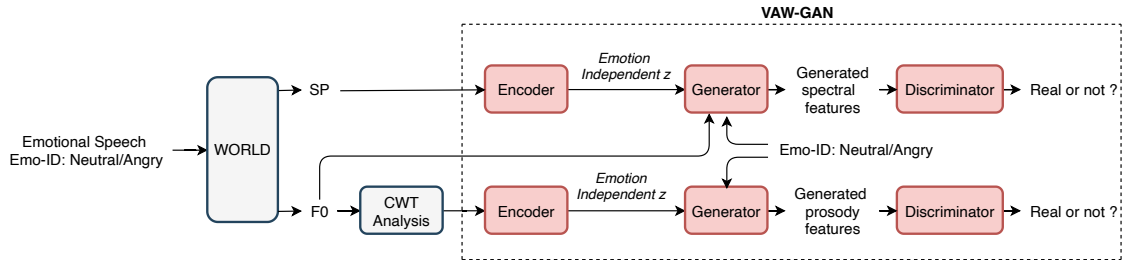 VAW-GAN
Emotional Speech
Emo-ID: Neutral/Angry
WORLD
SP
Encoder
Emotion
Independent z
Generator
Generated
spectral
features
Discriminator
Real or not ?
Emo-ID: Neutral/Angry
F0
CWT
Analysis
Encoder
Emotion
Independent z
Generator
Generated
prosody
features
Discriminator
Real or not ?